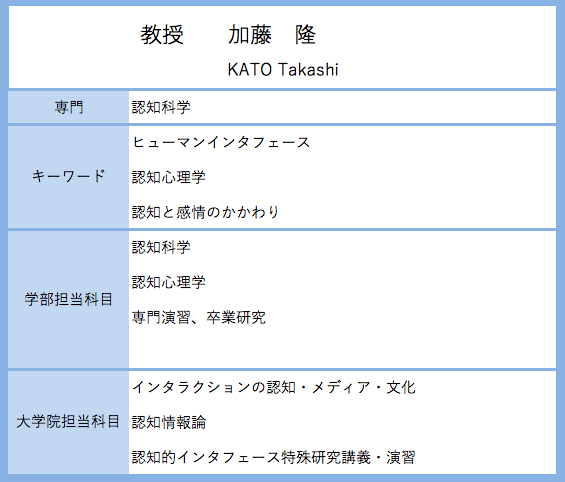 教授　　加藤　隆
KATO Takashi
専門
認知科学
キーワード
ヒューマンインタフェース
認知心理学
認知と感情のかかわり
学部担当科目
認知科学
認知心理学
専門演習、卒業研究
大学院担当科目
インタラクションの認知・メディア・文化
認知情報論
認知的インタフェース特殊研究講義・演習